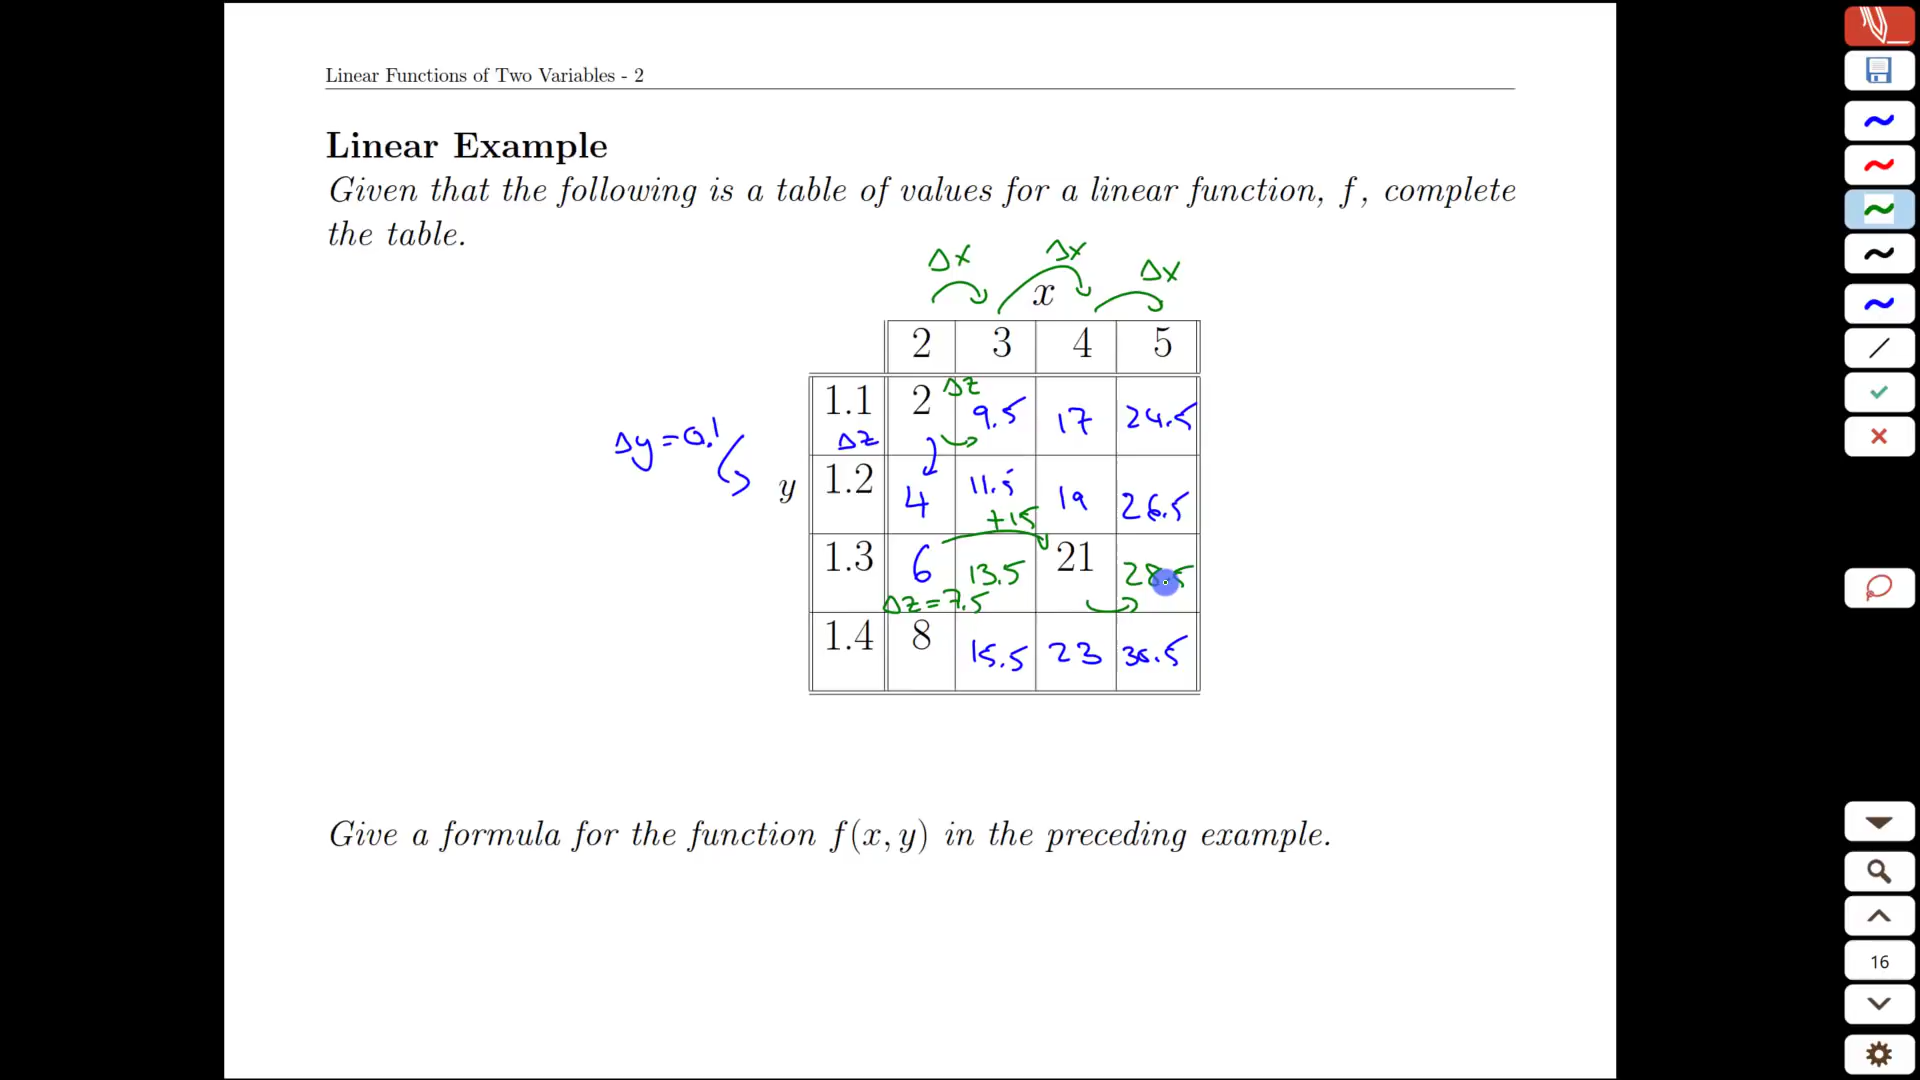 Linear Functions of Two Variables - 2
Linear Example
Given that the following is a table of values for a linear function, f, complete
the table.
Δx Δx Δx
x
2 3 4 5
1.1 2 Δz 9.5 17 24.5
Δy = 0.1 Δz
y 1.2 4 11.5 19 26.5
+15
1.3 6 13.5 21 28.5
Δz = 7.5
1.4 8 15.5 23 30.5
Give a formula for the function f(x, y) in the preceding example.
16